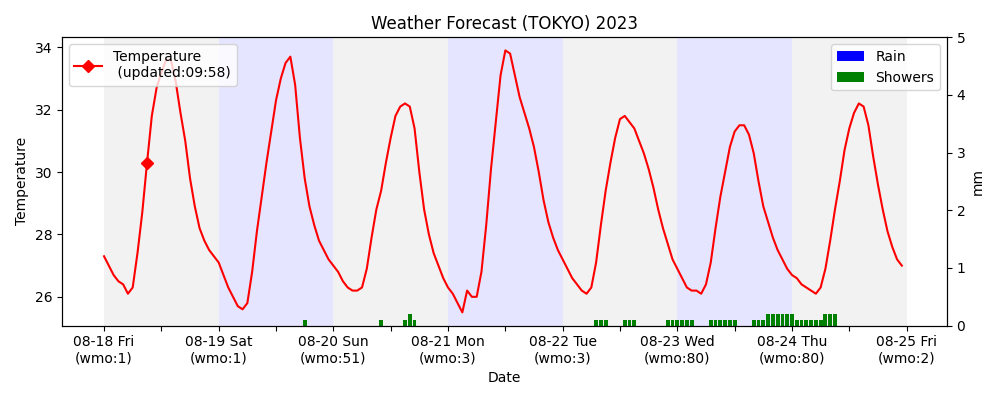 Weather Forecast (TOKYO) 2023
Temperature
(updated:09:58)
Rain
Showers
Temperature
34
32
30
28
26
5
4
3
2
1
0
mm
08-18 Fri
(wmo:1)
08-19 Sat
(wmo:1)
08-20 Sun
(wmo:51)
08-21 Mon
(wmo:3)
08-22 Tue
(wmo:3)
08-23 Wed
(wmo:80)
08-24 Thu
(wmo:80)
08-25 Fri
(wmo:2)
Date